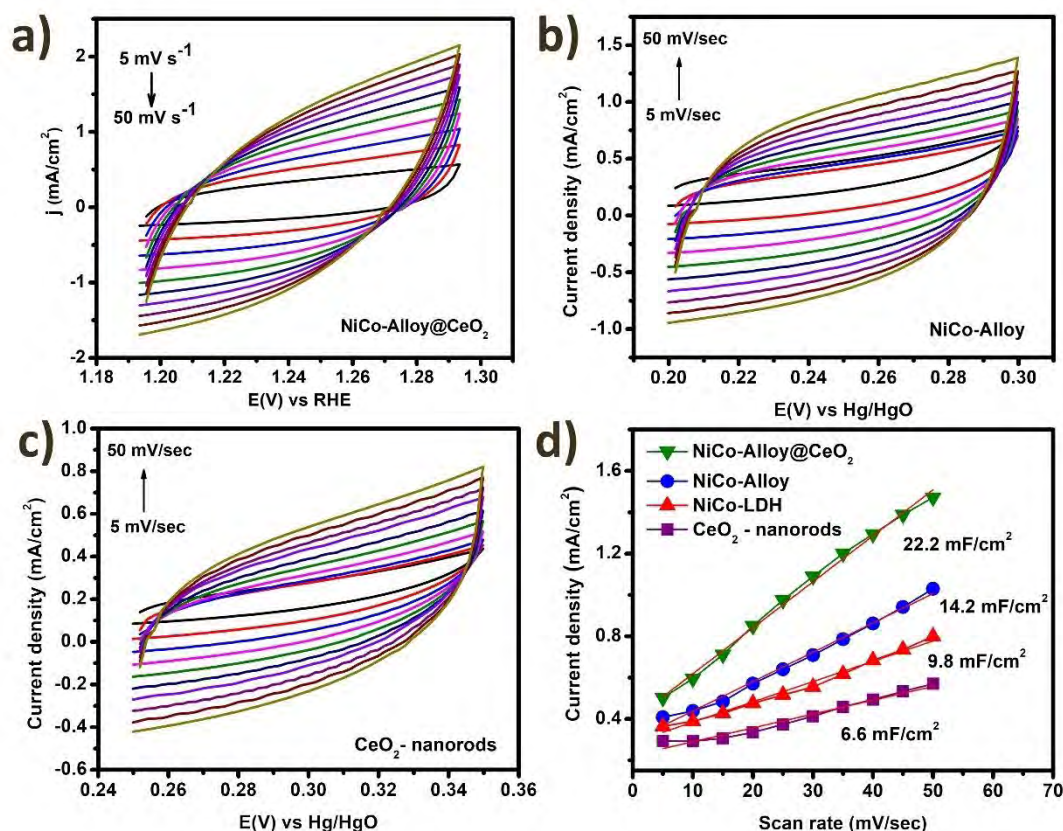 a)
5 mV s⁻¹
50 mV s⁻¹
j (mA/cm²)
2
1
0
-1
-2
NiCo-Alloy@CeO₂
1.18 1.20 1.22 1.24 1.26 1.28 1.30
E(V) vs RHE
b)
50 mV/sec
5 mV/sec
Current density (mA/cm²)
1.5
1.0
0.5
0.0
-0.5
-1.0
NiCo-Alloy
0.20 0.22 0.24 0.26 0.28 0.30
E(V) vs Hg/HgO
c)
50 mV/sec
5 mV/sec
Current density (mA/cm²)
1.0
0.8
0.6
0.4
0.2
0.0
-0.2
-0.4
-0.6
CeO₂- nanorods
0.24 0.26 0.28 0.30 0.32 0.34 0.36
E(V) vs Hg/HgO
d)
NiCo-Alloy@CeO₂
NiCo-Alloy
NiCo-LDH
CeO₂ - nanorods
Current density (mA/cm²)
1.6
1.2
0.8
0.4
22.2 mF/cm²
14.2 mF/cm²
9.8 mF/cm²
6.6 mF/cm²
0 10 20 30 40 50 60 70
Scan rate (mV/sec)